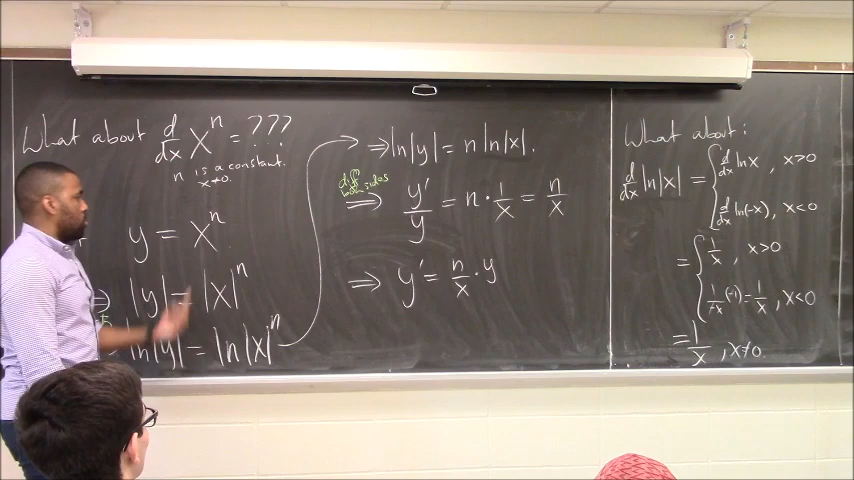 What about d/dx x^n = ???
n is a constant.
x≠0.
y = x^n
⇒ |y| = |x|^n
ln|y| = ln|x|^n
⇒ ln|y| = n ln|x|.
diff both sides
⇒ y'/y = n · 1/x = n/x
⇒ y' = n/x · y
What about:
d/dx ln|x| = { d/dx ln x , x>0
d/dx ln(-x), x<0
= { 1/x , x>0
1/-x (-1) = 1/x , x<0
= 1/x , x≠0.